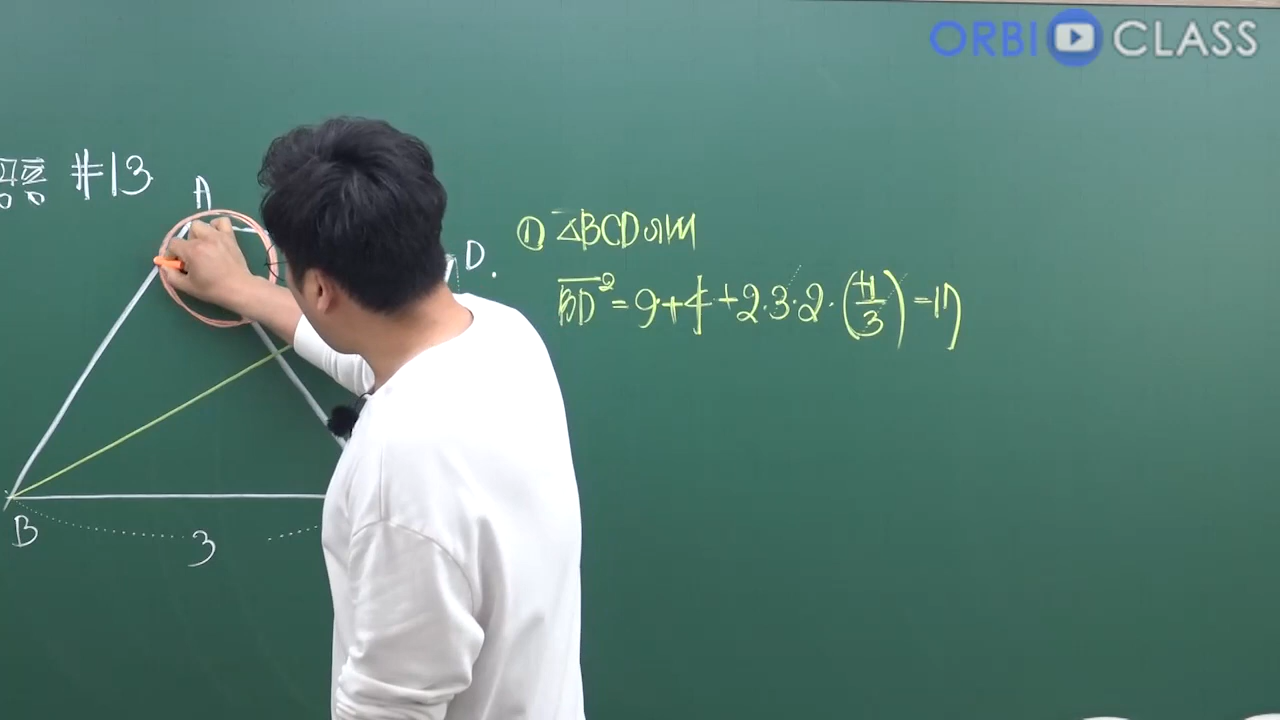 ORBI CLASS
#13
A
D.
B
3
① △BCD에서
BD² = 9+4+2·3·2·(+1/3)=17